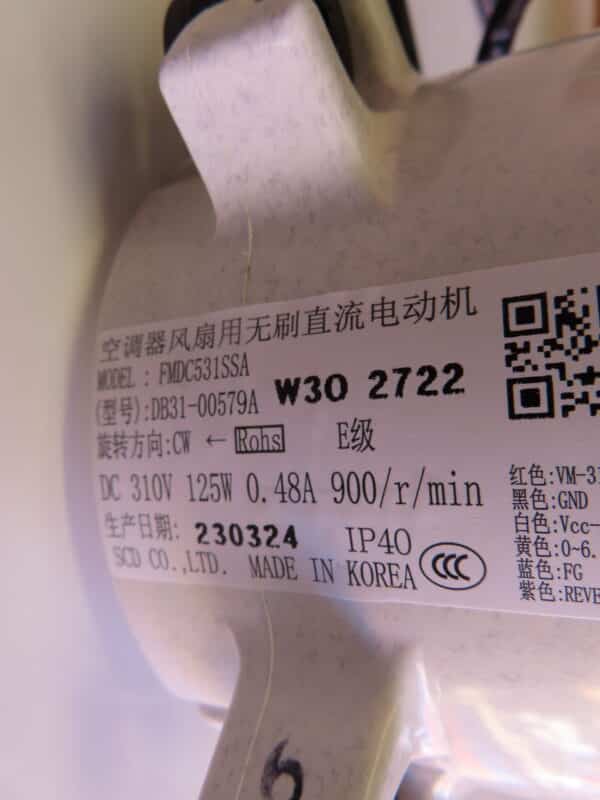 空调器风扇用无刷直流电动机
MODEL : FMDC531SSA
(型号):DB31-00579A
W30 2722
旋转方向:CW ← Rohs E级
DC 310V 125W 0.48A 900/r/min
生产日期: 230324 IP40
SCD CO.,LTD. MADE IN KOREA CCC
红色:VM-31
黑色:GND
白色:Vcc-
黄色:0~6.
蓝色:FG
紫色:REVE
6